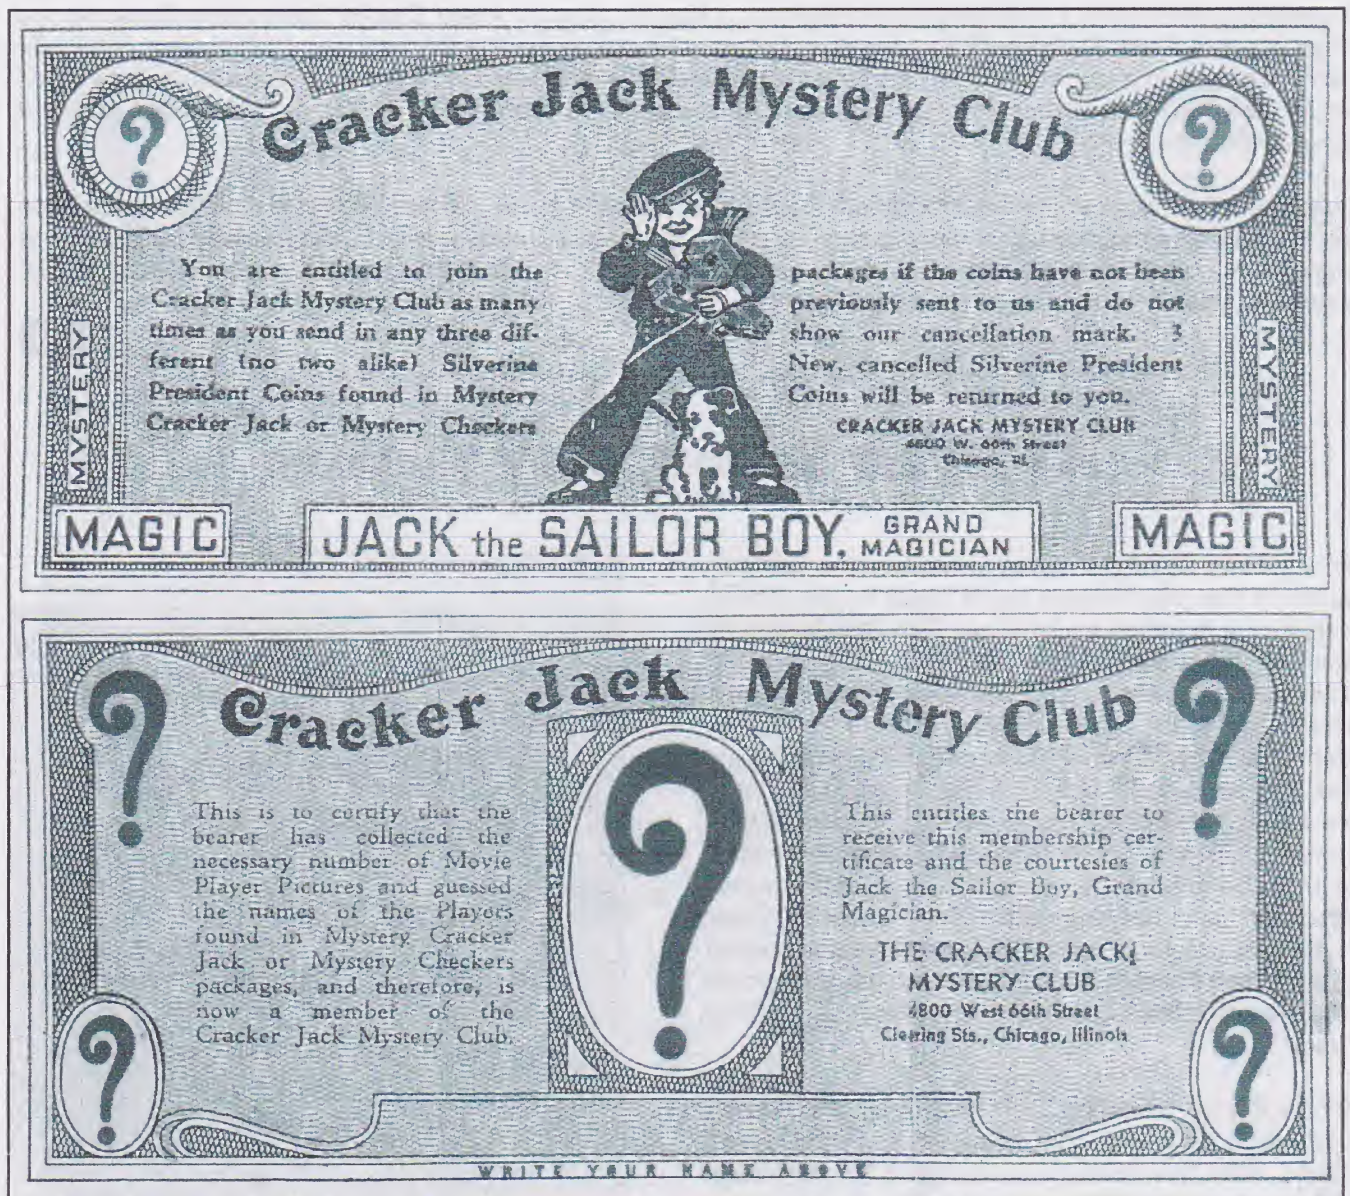 Cracker Jack Mystery Club
?
?
You are entitled to join the
Cracker Jack Mystery Club as many
times as you send in any three dif-
ferent (no two alike) Silverine
President Coins found in Mystery
Cracker Jack or Mystery Checkers
packages if the coins have not been
previously sent to us and do not
show our cancellation mark. 3
New, cancelled Silverine President
Coins will be returned to you.
CRACKER JACK MYSTERY CLUB
W. 66th Street
Chicago, Ill.
MYSTERY
MYSTERY
MAGIC
JACK the SAILOR BOY, GRAND MAGICIAN
MAGIC
Cracker Jack Mystery Club
?
?
?
This is to certify that the
bearer has collected the
necessary number of Movie
Player Pictures and guessed
the names of the Players
found in Mystery Cracker
Jack or Mystery Checkers
packages, and therefore, is
now a member of the
Cracker Jack Mystery Club.
This entitles the bearer to
receive this membership cer-
tificate and the courtesies of
Jack the Sailor Boy, Grand
Magician.
THE CRACKER JACK
MYSTERY CLUB
4800 West 66th Street
Clearing Sta., Chicago, Illinois
?
?
WRITE YOUR NAME ABOVE